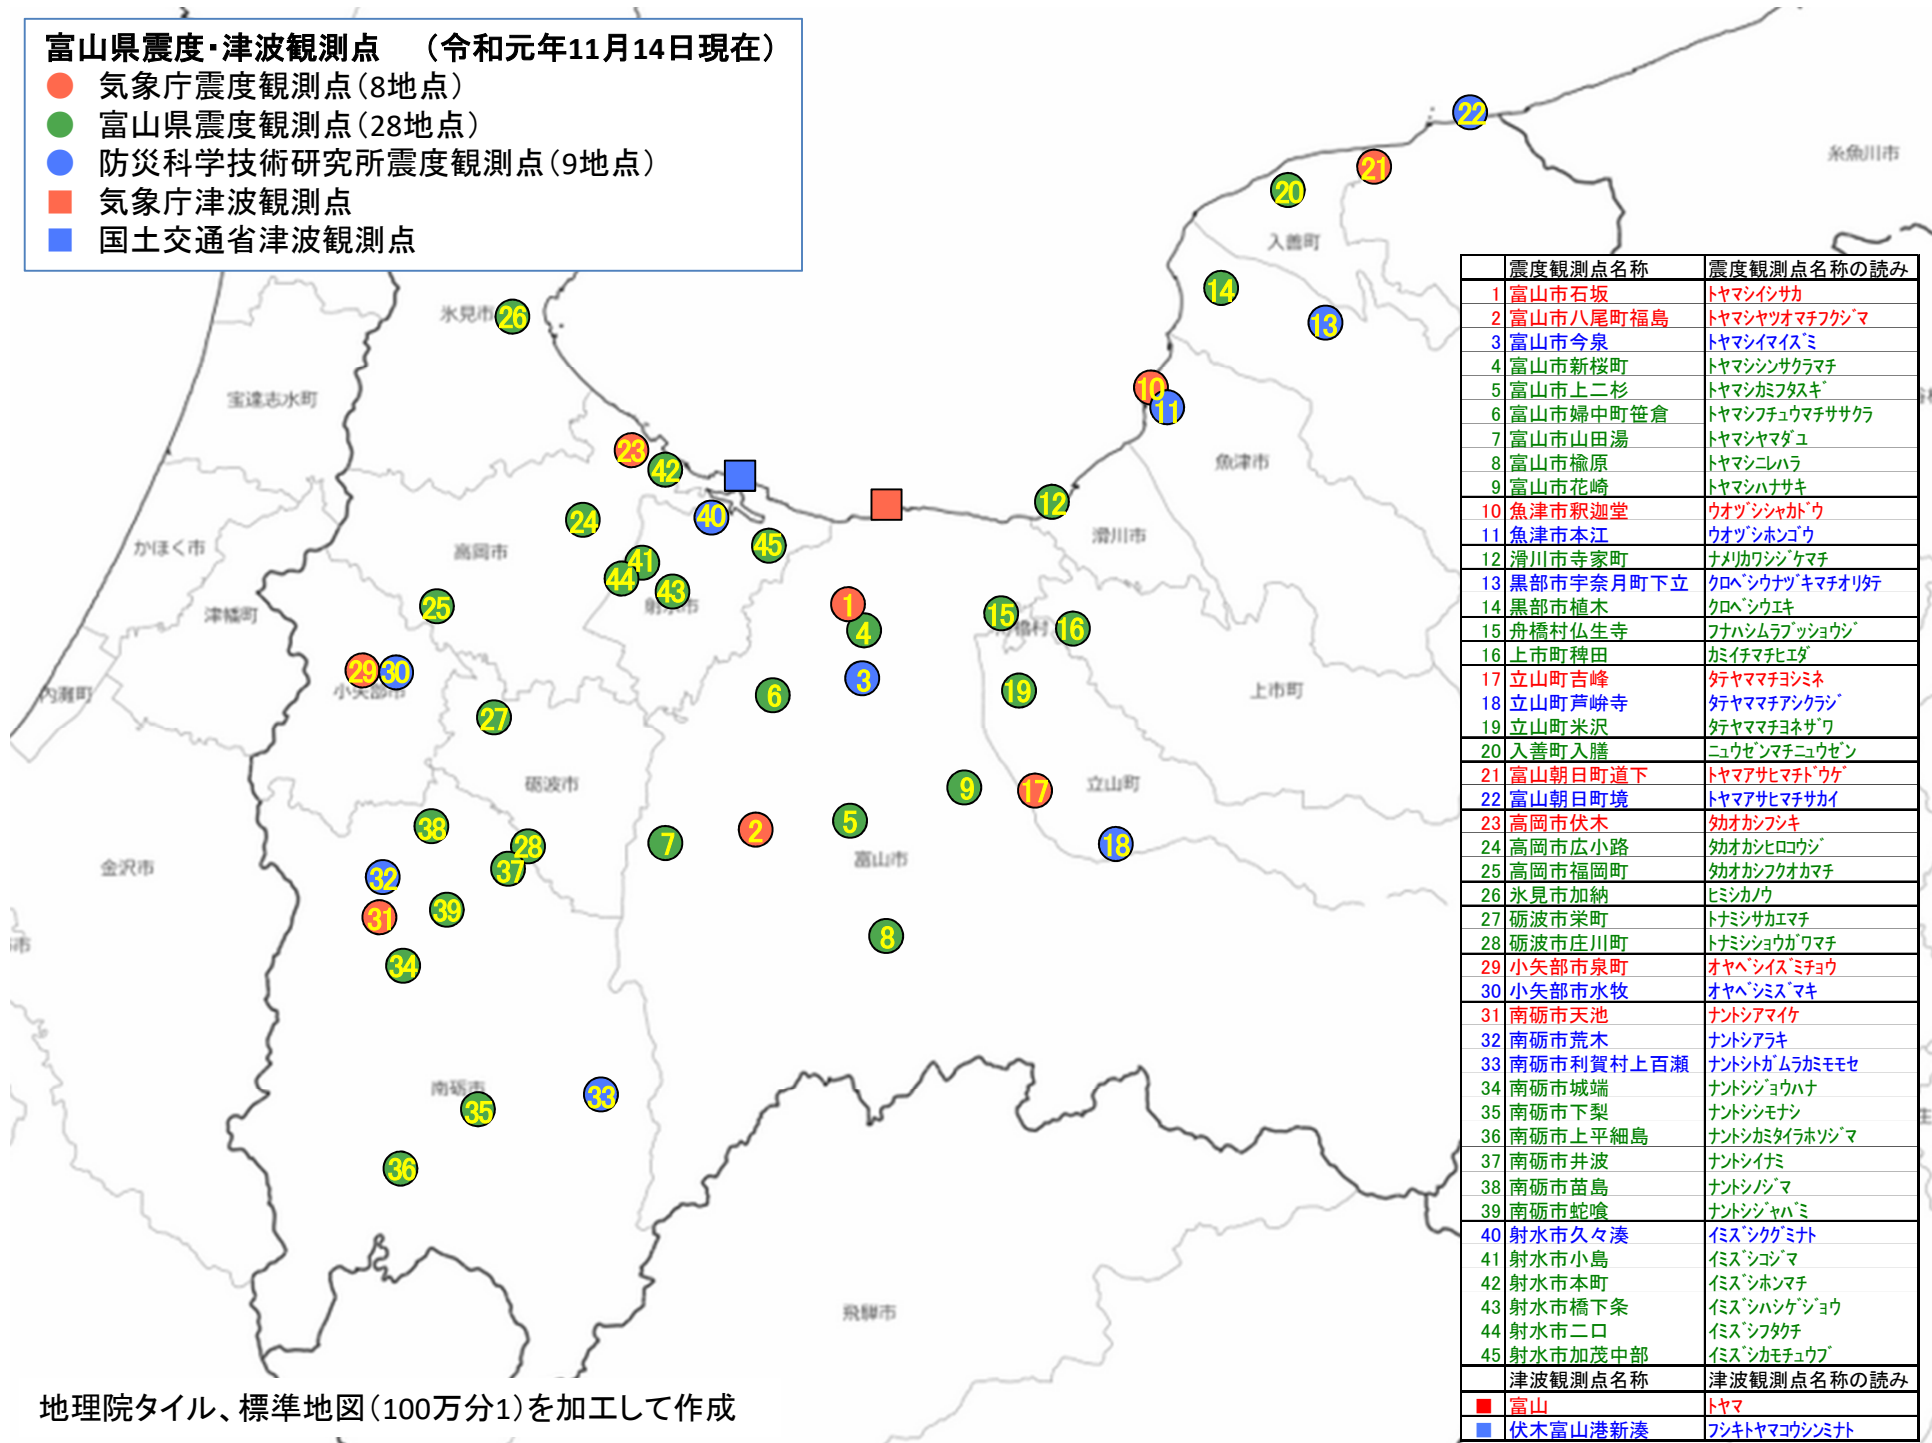 富山県震度・津波観測点　（令和元年11月14日現在）
気象庁震度観測点（8地点）
富山県震度観測点（28地点）
防災科学技術研究所震度観測点（9地点）
気象庁津波観測点
国土交通省津波観測点
22
糸魚川市
21
20
入善町
14
13
氷見市
26
10
11
宝達志水町
23
42
魚津市
12
24
40
45
滑川市
かほく市
高岡市
41
44
43
射水市
津幡町
25
1
4
15
舟橋村
16
29
30
小矢部市
3
6
19
内灘町
上市町
27
砺波市
9
17
立山町
38
2
5
28
7
18
富山市
37
金沢市
32
31
39
8
34
南砺市
35
33
36
飛騨市
地理院タイル、標準地図（100万分1）を加工して作成
震度観測点名称 震度観測点名称の読み
1 富山市石坂 ﾄﾔﾏｼｲｼｻｶ
2 富山市八尾町福島 ﾄﾔﾏｼﾔﾂｵﾏﾁﾌｸｼﾞﾏ
3 富山市今泉 ﾄﾔﾏｼｲﾏｲｽﾞﾐ
4 富山市新桜町 ﾄﾔﾏｼｼﾝｻｸﾗﾏﾁ
5 富山市上二杉 ﾄﾔﾏｼｶﾐﾌﾀｽｷﾞ
6 富山市婦中町笹倉 ﾄﾔﾏｼﾌﾁｭｳﾏﾁｻｻｸﾗ
7 富山市山田湯 ﾄﾔﾏｼﾔﾏﾀﾞﾕ
8 富山市楡原 ﾄﾔﾏｼﾆﾚﾊﾗ
9 富山市花崎 ﾄﾔﾏｼﾊﾅｻｷ
10 魚津市釈迦堂 ｳｵﾂﾞｼｼｬｶﾄﾞｳ
11 魚津市本江 ｳｵﾂﾞｼﾎﾝｺﾞｳ
12 滑川市寺家町 ﾅﾒﾘｶﾜｼｼﾞｹﾏﾁ
13 黒部市宇奈月町下立 ｸﾛﾍﾞｼｳﾅﾂﾞｷﾏﾁｵﾘﾀﾃ
14 黒部市植木 ｸﾛﾍﾞｼｳｴｷ
15 舟橋村仏生寺 ﾌﾅﾊｼﾑﾗﾌﾞｯｼｮｳｼﾞ
16 上市町稗田 ｶﾐｲﾁﾏﾁﾋｴﾀﾞ
17 立山町吉峰 ﾀﾃﾔﾏﾏﾁﾖｼﾐﾈ
18 立山町芦峅寺 ﾀﾃﾔﾏﾏﾁｱｼｸﾗｼﾞ
19 立山町米沢 ﾀﾃﾔﾏﾏﾁﾖﾈｻﾞﾜ
20 入善町入膳 ﾆｭｳｾﾞﾝﾏﾁﾆｭｳｾﾞﾝ
21 富山朝日町道下 ﾄﾔﾏｱｻﾋﾏﾁﾄﾞｳｹﾞ
22 富山朝日町境 ﾄﾔﾏｱｻﾋﾏﾁｻｶｲ
23 高岡市伏木 ﾀｶｵｶｼﾌｼｷ
24 高岡市広小路 ﾀｶｵｶｼﾋﾛｺｳｼﾞ
25 高岡市福岡町 ﾀｶｵｶｼﾌｸｵｶﾏﾁ
26 氷見市加納 ﾋﾐｼｶﾉｳ
27 砺波市栄町 ﾄﾅﾐｼｻｶｴﾏﾁ
28 砺波市庄川町 ﾄﾅﾐｼｼｮｳｶﾞﾜﾏﾁ
29 小矢部市泉町 ｵﾔﾍﾞｼｲｽﾞﾐﾁｮｳ
30 小矢部市水牧 ｵﾔﾍﾞｼﾐｽﾞﾏｷ
31 南砺市天池 ﾅﾝﾄｼｱﾏｲｹ
32 南砺市荒木 ﾅﾝﾄｼｱﾗｷ
33 南砺市利賀村上百瀬 ﾅﾝﾄｼﾄｶﾞﾑﾗｶﾐﾓﾓｾ
34 南砺市城端 ﾅﾝﾄｼｼﾞｮｳﾊﾅ
35 南砺市下梨 ﾅﾝﾄｼｼﾓﾅｼ
36 南砺市上平細島 ﾅﾝﾄｼｶﾐﾀｲﾗﾎｿｼﾞﾏ
37 南砺市井波 ﾅﾝﾄｼｲﾅﾐ
38 南砺市苗島 ﾅﾝﾄｼﾉｼﾞﾏ
39 南砺市蛇喰 ﾅﾝﾄｼｼﾞｬﾊﾞﾐ
40 射水市久々湊 ｲﾐｽﾞｼｸｸﾞﾐﾅﾄ
41 射水市小島 ｲﾐｽﾞｼｺｼﾞﾏ
42 射水市本町 ｲﾐｽﾞｼﾎﾝﾏﾁ
43 射水市橋下条 ｲﾐｽﾞｼﾊｼｹﾞｼﾞｮｳ
44 射水市二口 ｲﾐｽﾞｼﾌﾀｸﾁ
45 射水市加茂中部 ｲﾐｽﾞｼｶﾓﾁｭｳﾌﾞ
津波観測点名称 津波観測点名称の読み
富山 ﾄﾔﾏ
伏木富山港新湊 ﾌｼｷﾄﾔﾏｺｳｼﾝﾐﾅﾄ